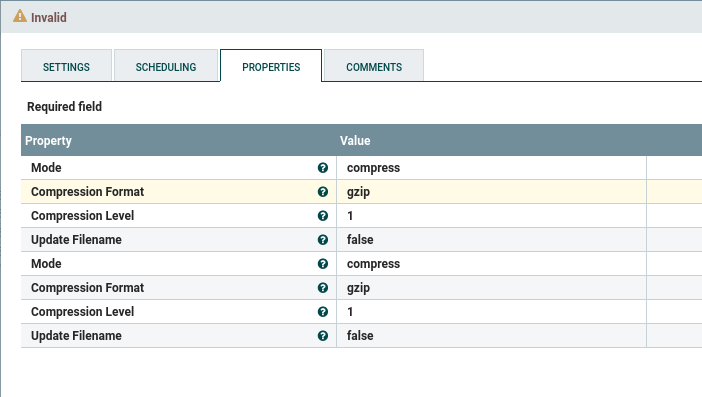 Invalid
SETTINGS SCHEDULING PROPERTIES COMMENTS
Required field
Property Value
Mode compress
Compression Format gzip
Compression Level 1
Update Filename false
Mode compress
Compression Format gzip
Compression Level 1
Update Filename false